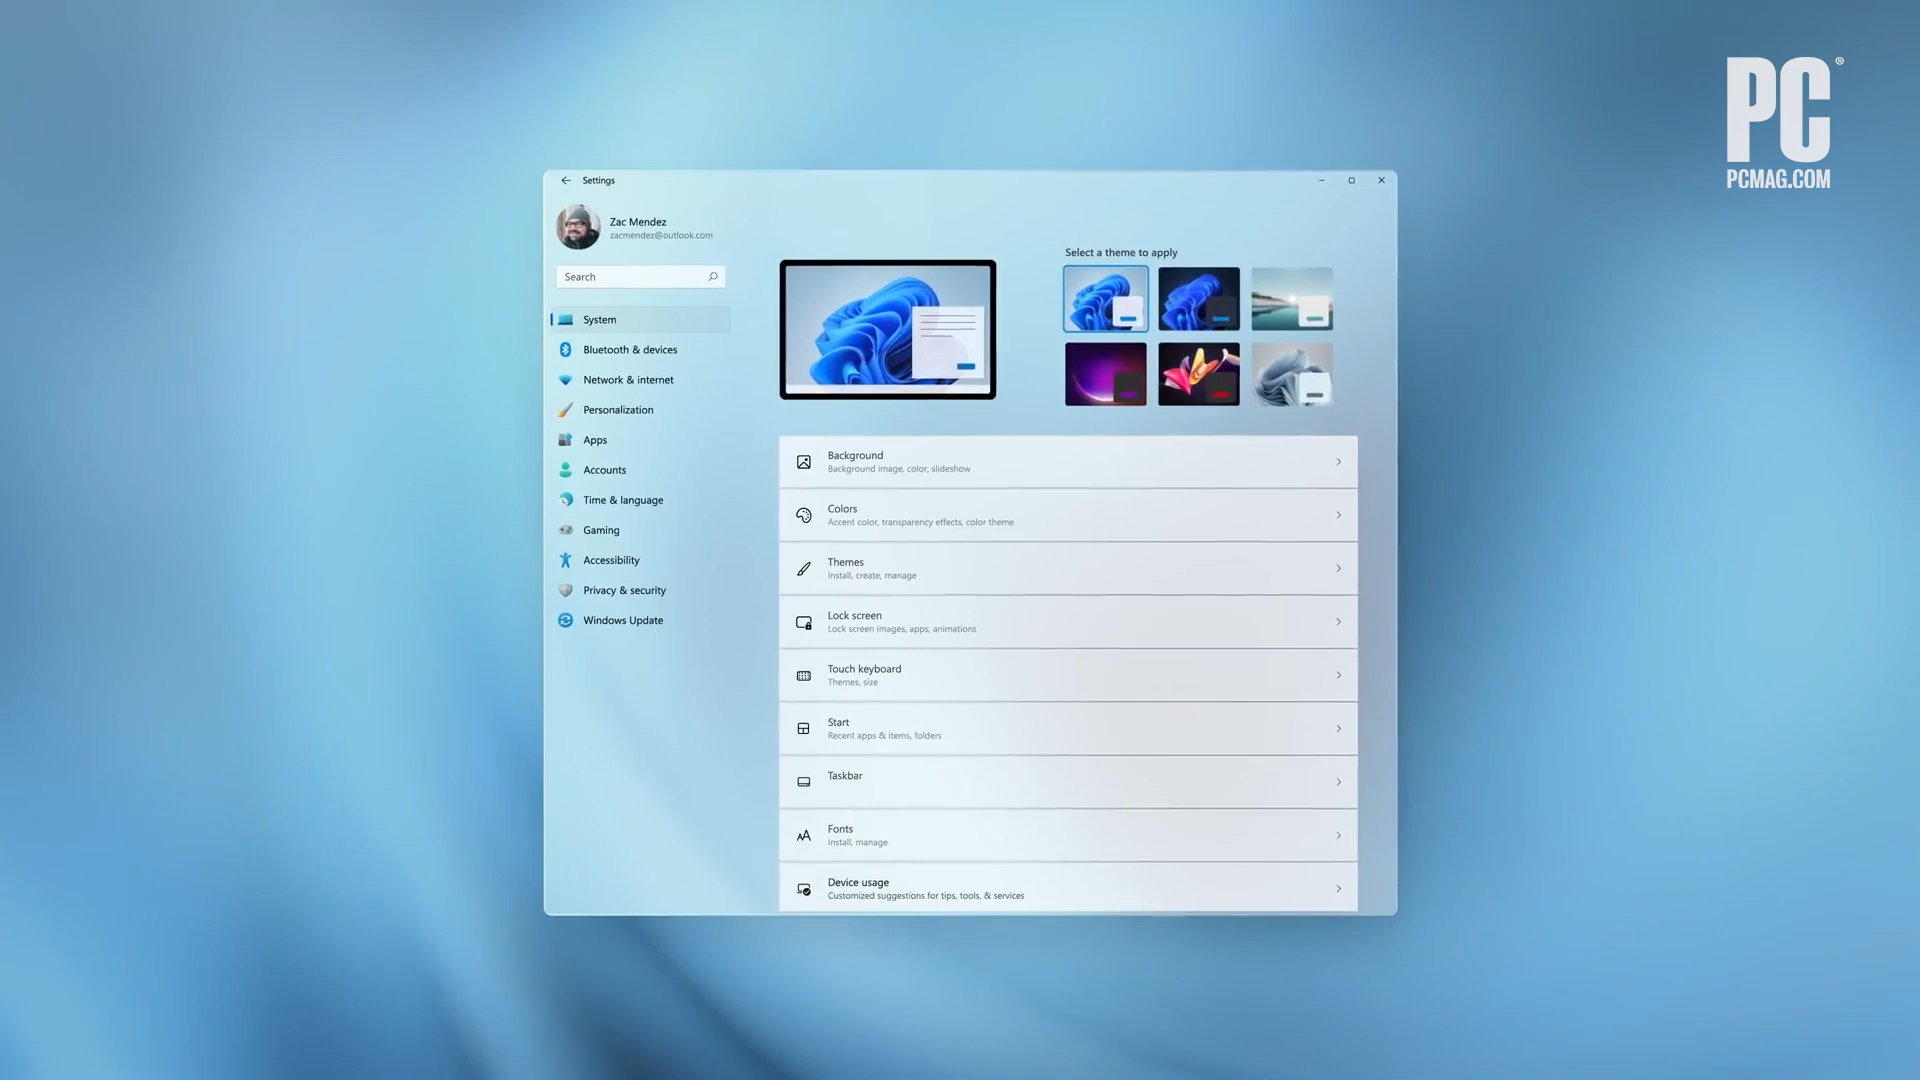 PC®
PCMAG.COM
Settings
Zac Mendez
zacmendez@outlook.com
Search
System
Bluetooth & devices
Network & internet
Personalization
Apps
Accounts
Time & language
Gaming
Accessibility
Privacy & security
Windows Update
Select a theme to apply
Background
Background image, color, slideshow
Colors
Accent color, transparency effects, color theme
Themes
Install, create, manage
Lock screen
Lock screen images, apps, animations
Touch keyboard
Themes, size
Start
Recent apps & items, folders
Taskbar
Fonts
Install, manage
Device usage
Customized suggestions for tips, tools, & services